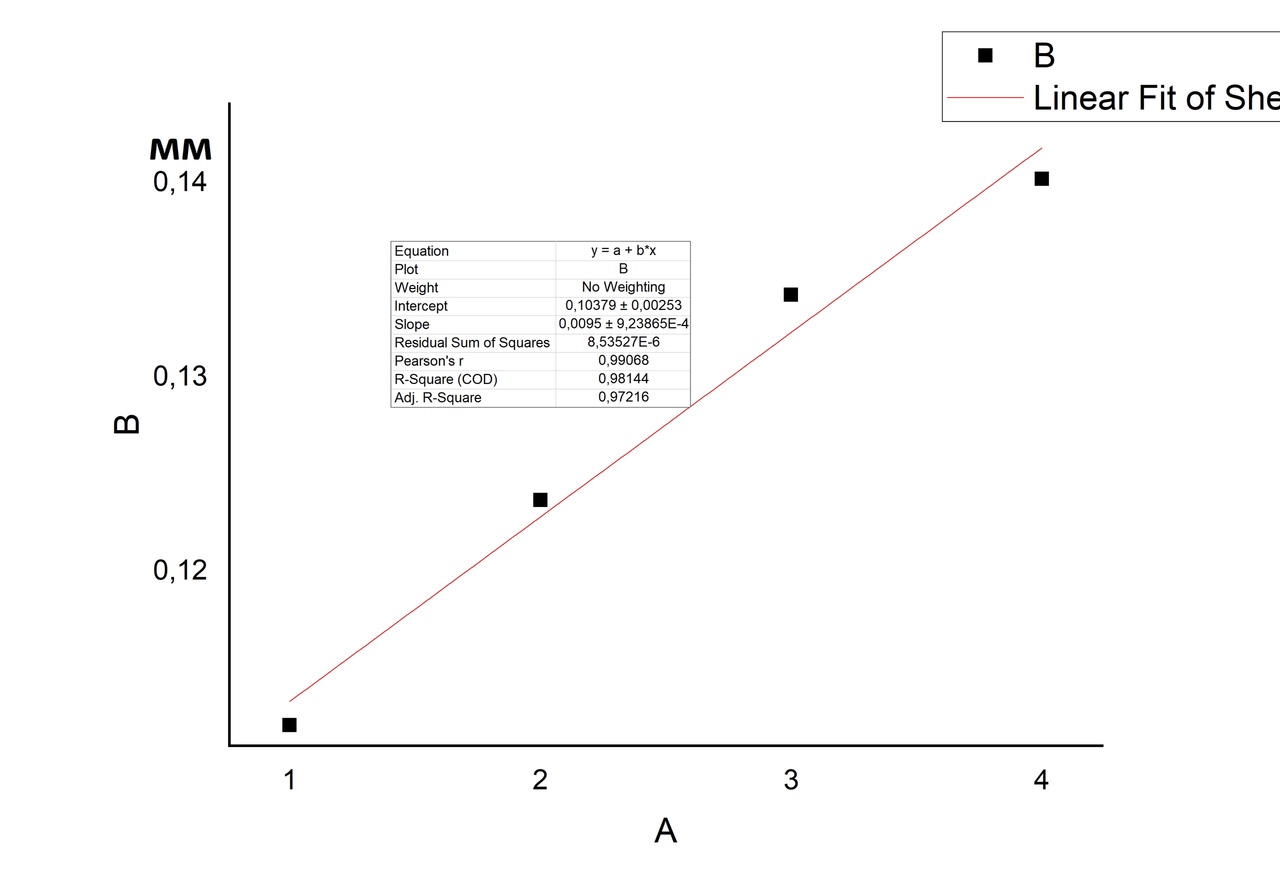 B
Linear Fit of She
MM
0,14
0,13
0,12
B
Equation y = a + b*x
Plot B
Weight No Weighting
Intercept 0,10379 ± 0,00253
Slope 0,0095 ± 9,23865E-4
Residual Sum of Squares 8,53527E-6
Pearson's r 0,99068
R-Square (COD) 0,98144
Adj. R-Square 0,97216
1 2 3 4
A